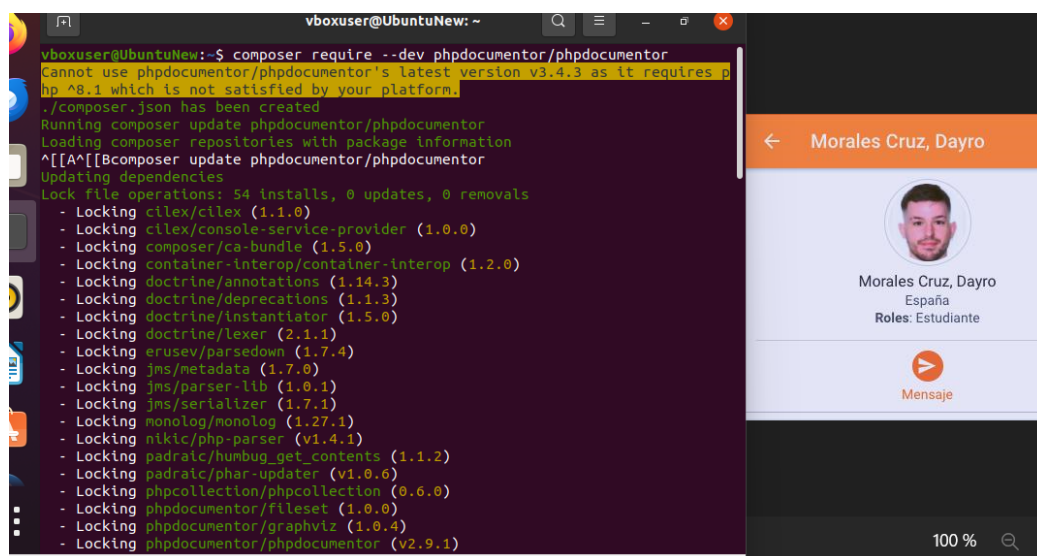 vboxuser@UbuntuNew: ~
vboxuser@UbuntuNew:~$ composer require --dev phpdocumentor/phpdocumentor
Cannot use phpdocumentor/phpdocumentor's latest version v3.4.3 as it requires p
hp ^8.1 which is not satisfied by your platform.
./composer.json has been created
Running composer update phpdocumentor/phpdocumentor
Loading composer repositories with package information
^[[A^[[Bcomposer update phpdocumentor/phpdocumentor
Updating dependencies
Lock file operations: 54 installs, 0 updates, 0 removals
- Locking cilex/cilex (1.1.0)
- Locking cilex/console-service-provider (1.0.0)
- Locking composer/ca-bundle (1.5.0)
- Locking container-interop/container-interop (1.2.0)
- Locking doctrine/annotations (1.14.3)
- Locking doctrine/deprecations (1.1.3)
- Locking doctrine/instantiator (1.5.0)
- Locking doctrine/lexer (2.1.1)
- Locking erusev/parsedown (1.7.4)
- Locking jms/metadata (1.7.0)
- Locking jms/parser-lib (1.0.1)
- Locking jms/serializer (1.7.1)
- Locking monolog/monolog (1.27.1)
- Locking nikic/php-parser (v1.4.1)
- Locking padraic/humbug_get_contents (1.1.2)
- Locking padraic/phar-updater (v1.0.6)
- Locking phpcollection/phpcollection (0.6.0)
- Locking phpdocumentor/fileset (1.0.0)
- Locking phpdocumentor/graphviz (1.0.4)
- Locking phpdocumentor/phpdocumentor (v2.9.1)
Morales Cruz, Dayro
Morales Cruz, Dayro
España
Roles: Estudiante
Mensaje
100 %